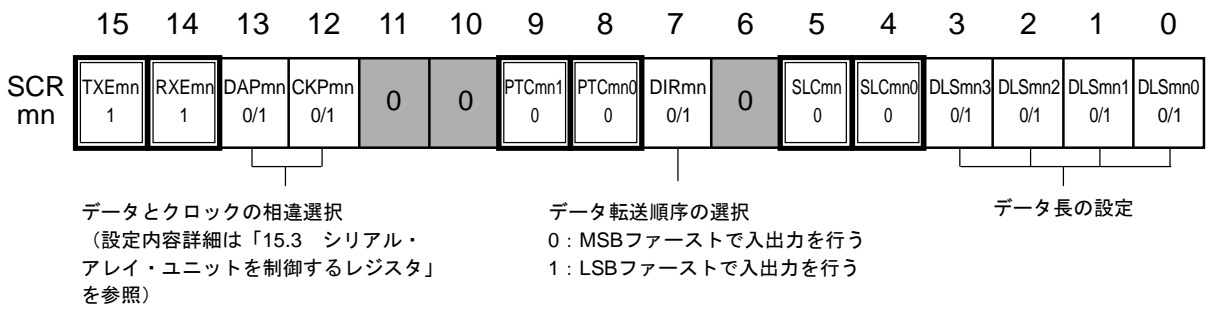 15 14 13 12 11 10 9 8 7 6 5 4 3 2 1 0
SCR
mn
TXEmn RXEmn DAPmn CKPmn 0 0 PTCmn1 PTCmn0 DIRmn 0 SLCmn SLCmn0 DLSmn3 DLSmn2 DLSmn1 DLSmn0
1 1 0/1 0/1 0 0 0/1 0 0 0/1 0/1 0/1 0/1
データとクロックの相違選択
(設定内容詳細は「15.3 シリアル・
アレイ・ユニットを制御するレジスタ」
を参照)
データ転送順序の選択
0:MSBファーストで入出力を行う
1:LSBファーストで入出力を行う
データ長の設定